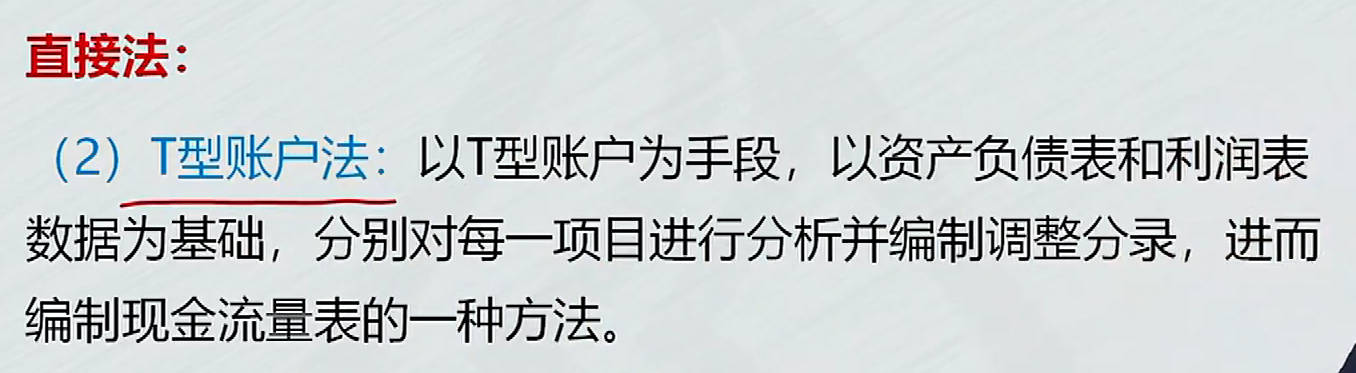 直接法：
（2）T型账户法：以T型账户为手段，以资产负债表和利润表
数据为基础，分别对每一项目进行分析并编制调整分录，进而
编制现金流量表的一种方法。